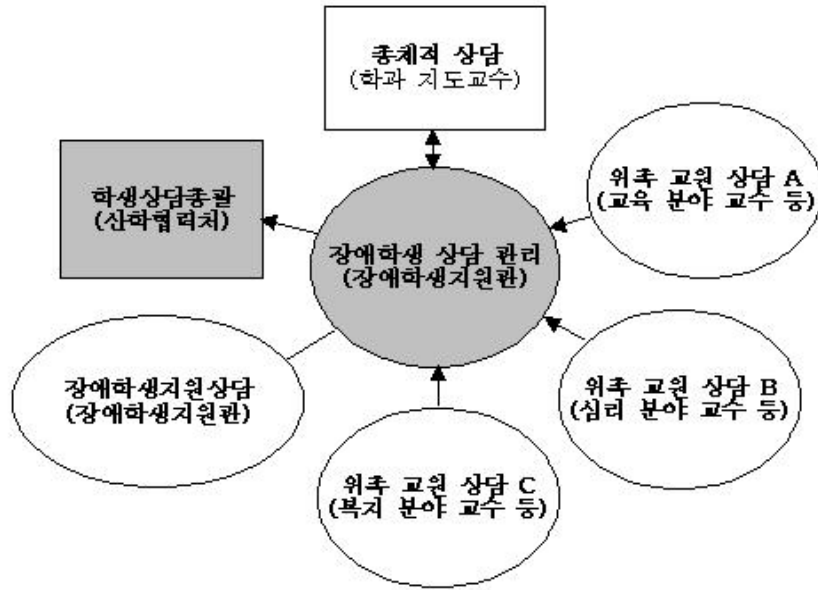 총체적 상담
(학과 지도교수)
학생상담총괄
(산학협력처)
위촉 교원 상담 A
(교육 분야 교수 등)
장애학생 상담 관리
(장애학생지원관)
장애학생지원상담
(장애학생지원관)
위촉 교원 상담 B
(심리 분야 교수 등)
위촉 교원 상담 C
(복지 분야 교수 등)